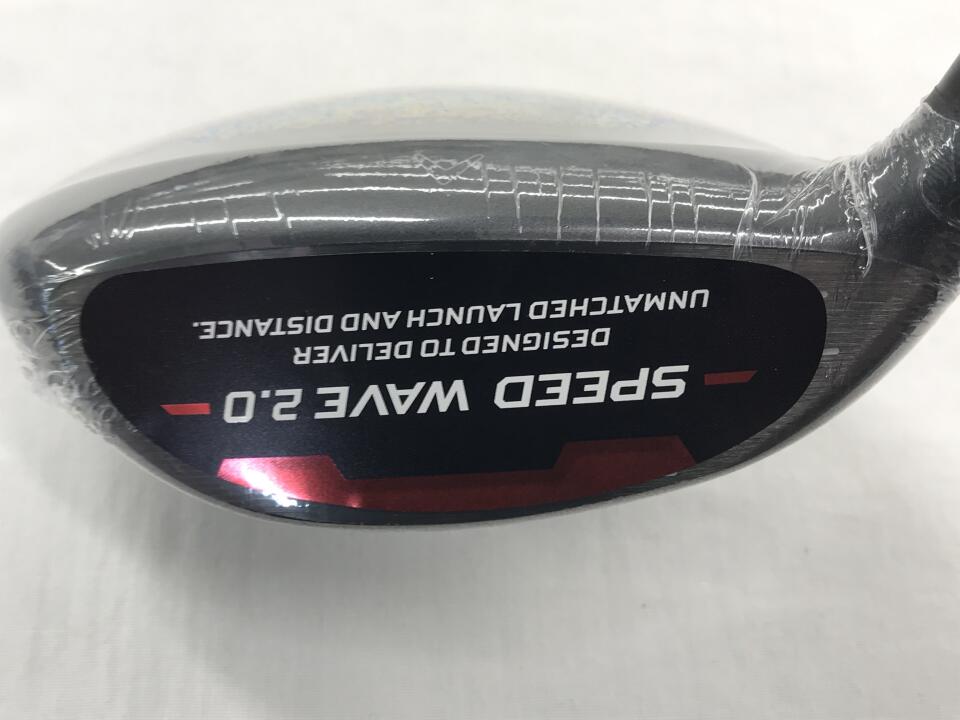 SPEED WAVE 2.0
DESIGNED TO DELIVER
UNMATCHED LAUNCH AND DISTANCE.